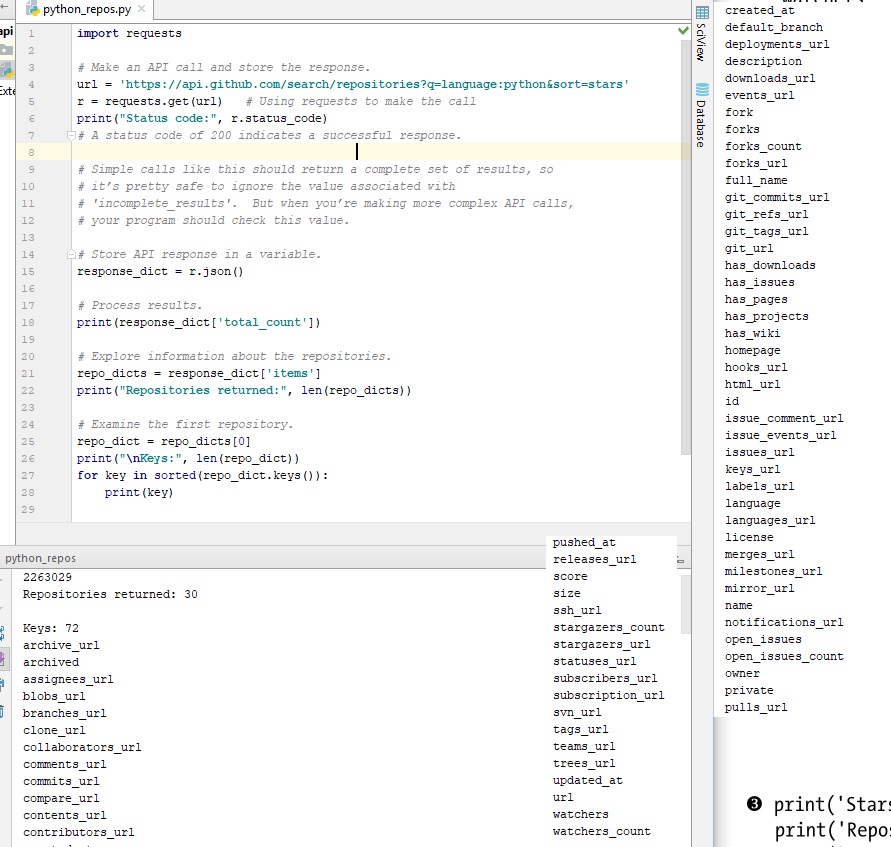 python_repos.py
api
Exte
1 import requests
2
3 # Make an API call and store the response.
4 url = 'https://api.github.com/search/repositories?q=language:python&sort=stars'
5 r = requests.get(url)   # Using requests to make the call
6 print("Status code:", r.status_code)
7 # A status code of 200 indicates a successful response.
8
9 # Simple calls like this should return a complete set of results, so
10 # it's pretty safe to ignore the value associated with
11 # 'incomplete_results'.  But when you're making more complex API calls,
12 # your program should check this value.
13
14 # Store API response in a variable.
15 response_dict = r.json()
16
17 # Process results.
18 print(response_dict['total_count'])
19
20 # Explore information about the repositories.
21 repo_dicts = response_dict['items']
22 print("Repositories returned:", len(repo_dicts))
23
24 # Examine the first repository.
25 repo_dict = repo_dicts[0]
26 print("\nKeys:", len(repo_dict))
27 for key in sorted(repo_dict.keys()):
28     print(key)
29
python_repos
2263029
Repositories returned: 30
Keys: 72
archive_url
archived
assignees_url
blobs_url
branches_url
clone_url
collaborators_url
comments_url
commits_url
compare_url
contents_url
contributors_url
pushed_at
releases_url
score
size
ssh_url
stargazers_count
stargazers_url
statuses_url
subscribers_url
subscription_url
svn_url
tags_url
teams_url
trees_url
updated_at
url
watchers
watchers_count
SciView
Database
created_at
default_branch
deployments_url
description
downloads_url
events_url
fork
forks
forks_count
forks_url
full_name
git_commits_url
git_refs_url
git_tags_url
git_url
has_downloads
has_issues
has_pages
has_projects
has_wiki
homepage
hooks_url
html_url
id
issue_comment_url
issue_events_url
issues_url
keys_url
labels_url
language
languages_url
license
merges_url
milestones_url
mirror_url
name
notifications_url
open_issues
open_issues_count
owner
private
pulls_url
❸ print('Stars
print('Repos